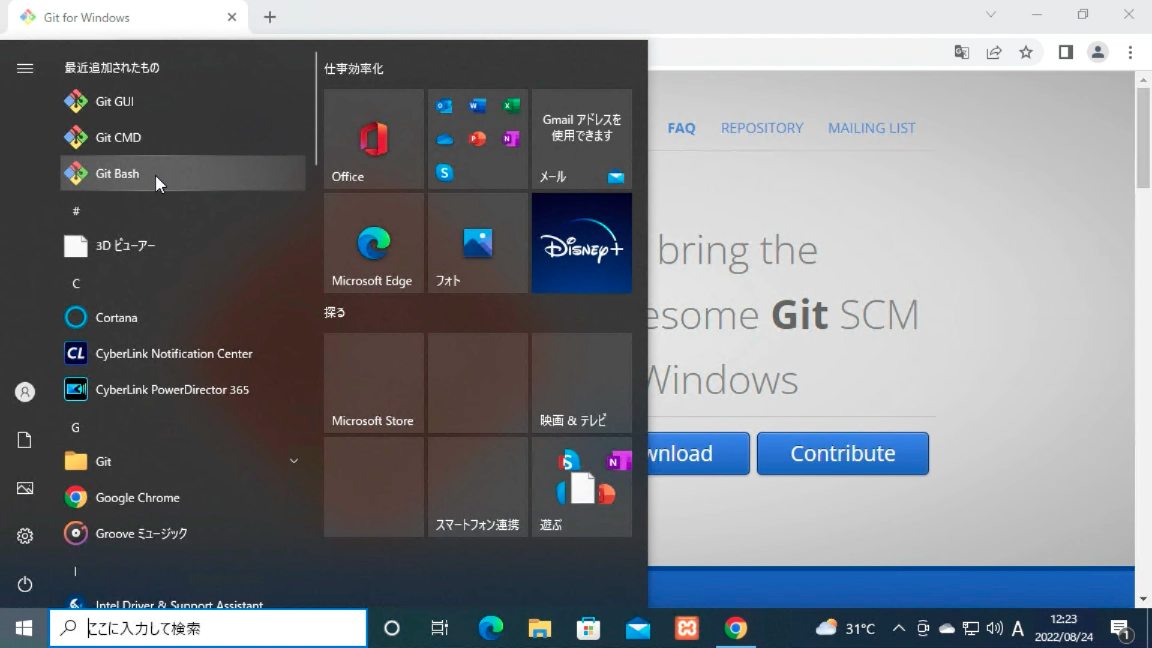 Git for Windows
最近追加されたもの
Git GUI
Git CMD
Git Bash
#
3D ビューアー
C
Cortana
CyberLink Notification Center
CyberLink PowerDirector 365
G
Git
Google Chrome
Groove ミュージック
I
Intel Driver & Support Assistant
仕事効率化
Office
Gmail アドレスを
使用できます
メール
Microsoft Edge
フォト
Disney+
探る
Microsoft Store
映画 & テレビ
スマートフォン連携
遊ぶ
FAQ
REPOSITORY
MAILING LIST
bring the
esome Git SCM
Windows
wnload
Contribute
ここに入力して検索
31°C
A
12:23
2022/08/24
1